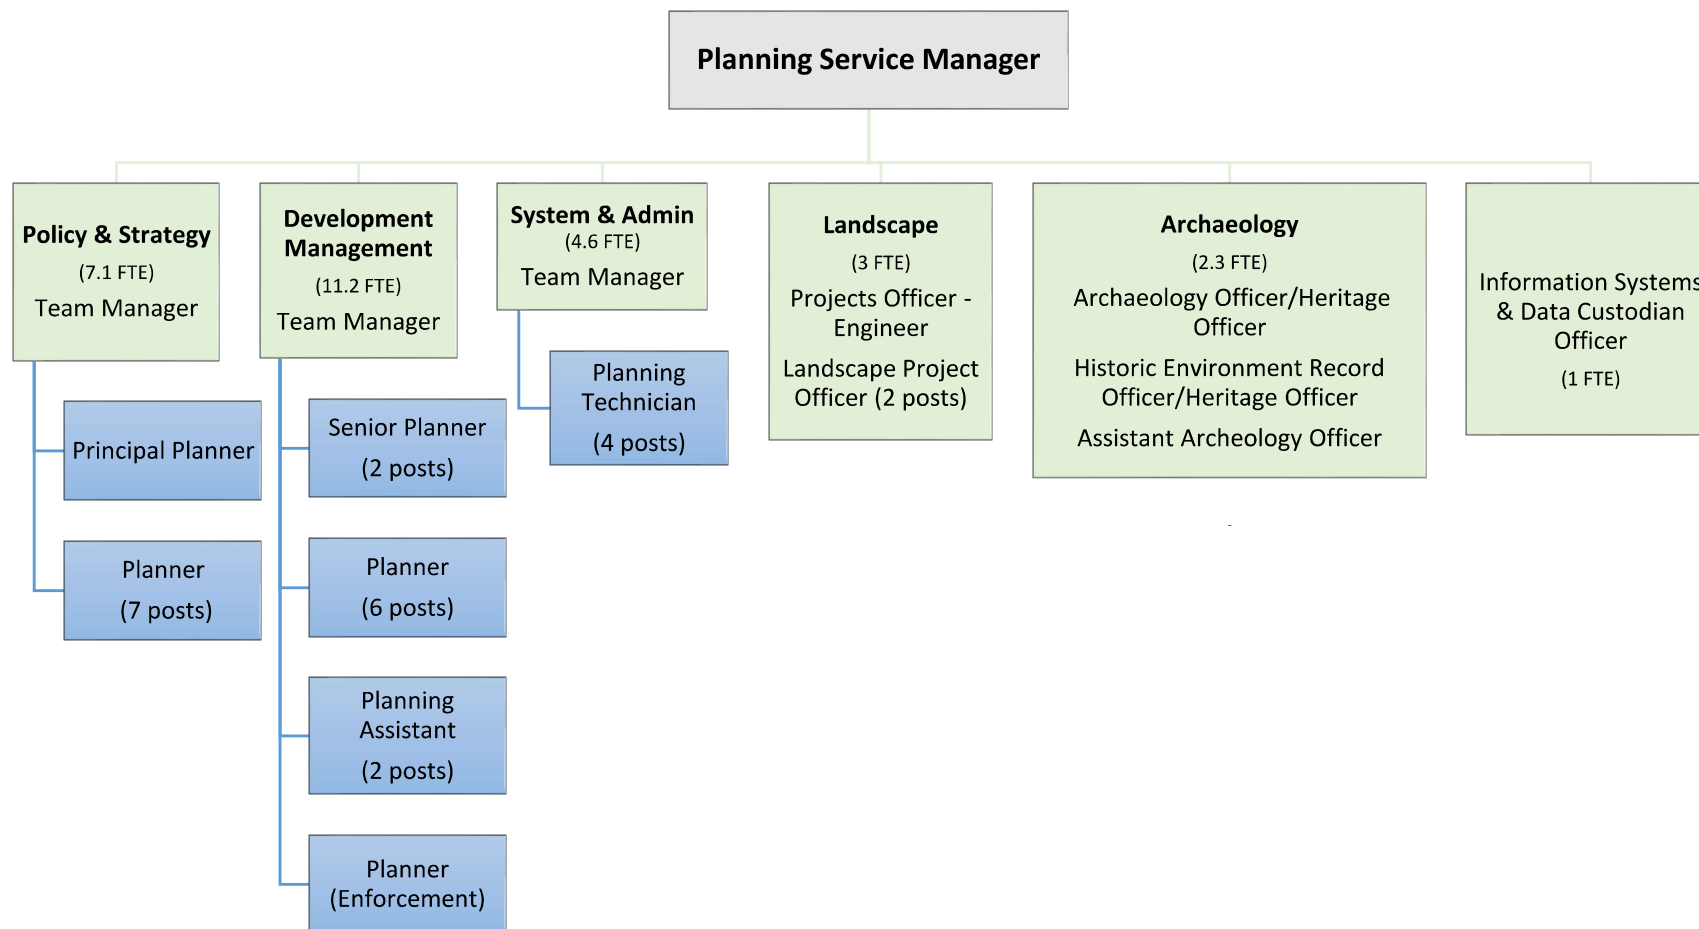 Planning Service Manager
Policy & Strategy
(7.1 FTE)
Team Manager
Principal Planner
Planner
(7 posts)
Development
Management
(11.2 FTE)
Team Manager
Senior Planner
(2 posts)
Planner
(6 posts)
Planning
Assistant
(2 posts)
Planner
(Enforcement)
System & Admin
(4.6 FTE)
Team Manager
Planning
Technician
(4 posts)
Landscape
(3 FTE)
Projects Officer -
Engineer
Landscape Project
Officer (2 posts)
Archaeology
(2.3 FTE)
Archaeology Officer/Heritage
Officer
Historic Environment Record
Officer/Heritage Officer
Assistant Archeology Officer
-
Information Systems
& Data Custodian
Officer
(1 FTE)